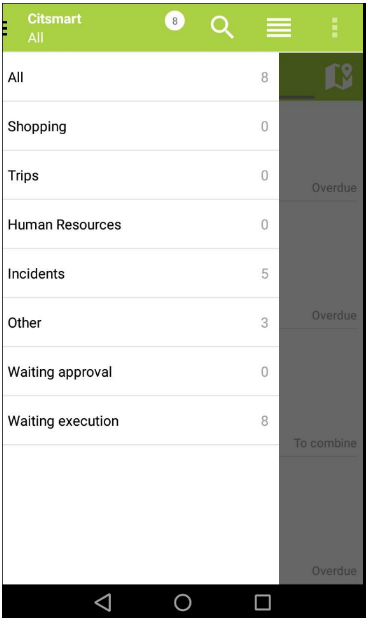 Citsmart
All
8
All 8
Shopping 0
Trips 0
Overdue
Human Resources 0
Incidents 5
Other 3
Overdue
Waiting approval 0
Waiting execution 8
To combine
Overdue